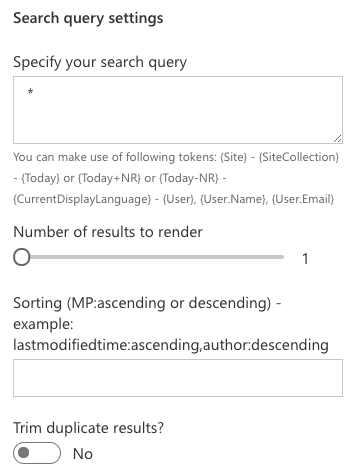 Search query settings
Specify your search query
*
You can make use of following tokens: {Site} - {SiteCollection}
- {Today} or {Today+NR} or {Today-NR} -
{CurrentDisplayLanguage} - {User}, {User.Name}, {User.Email}
Number of results to render
1
Sorting (MP:ascending or descending) -
example:
lastmodifiedtime:ascending,author:descending
Trim duplicate results?
No